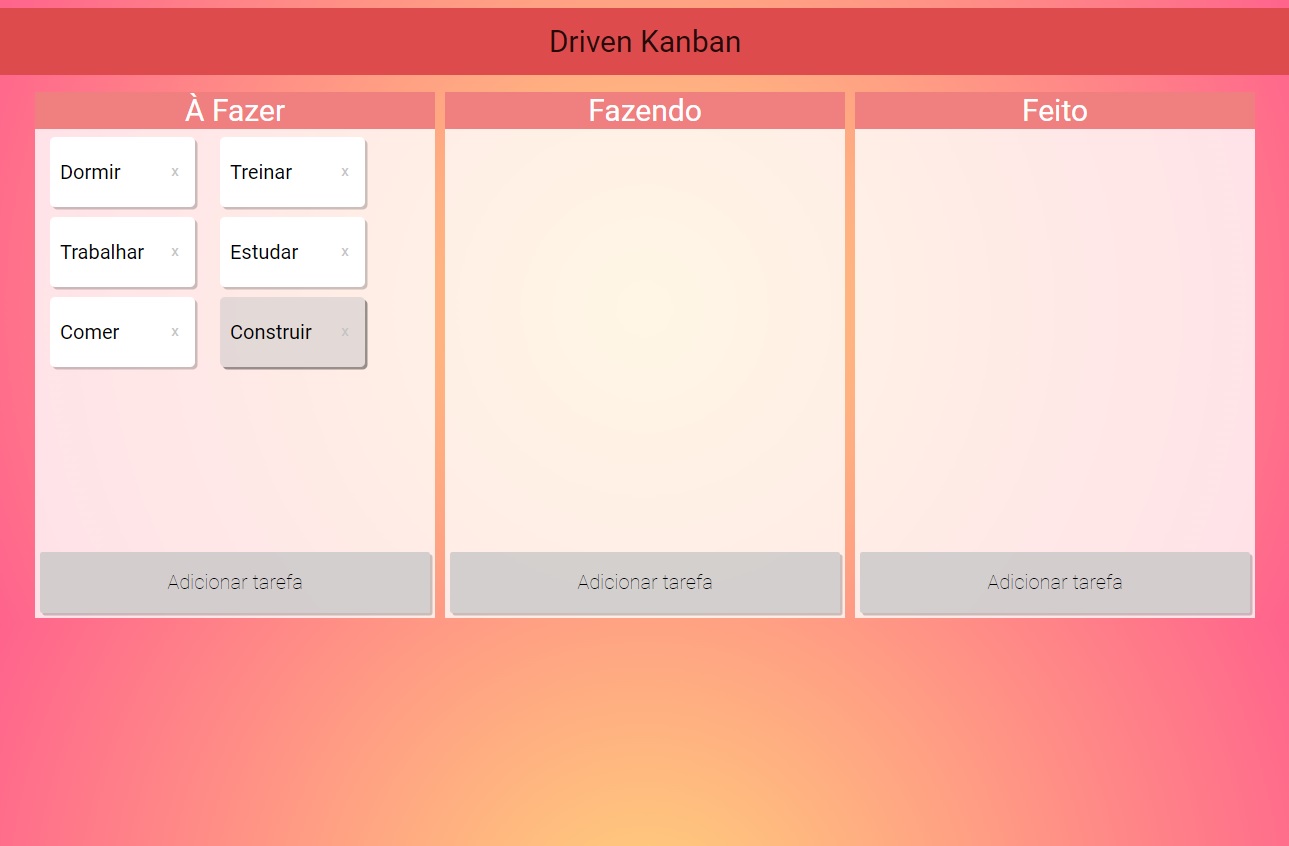 Driven Kanban
À Fazer
Fazendo
Feito
Dormir x
Treinar x
Trabalhar x
Estudar x
Comer x
Construir x
Adicionar tarefa
Adicionar tarefa
Adicionar tarefa